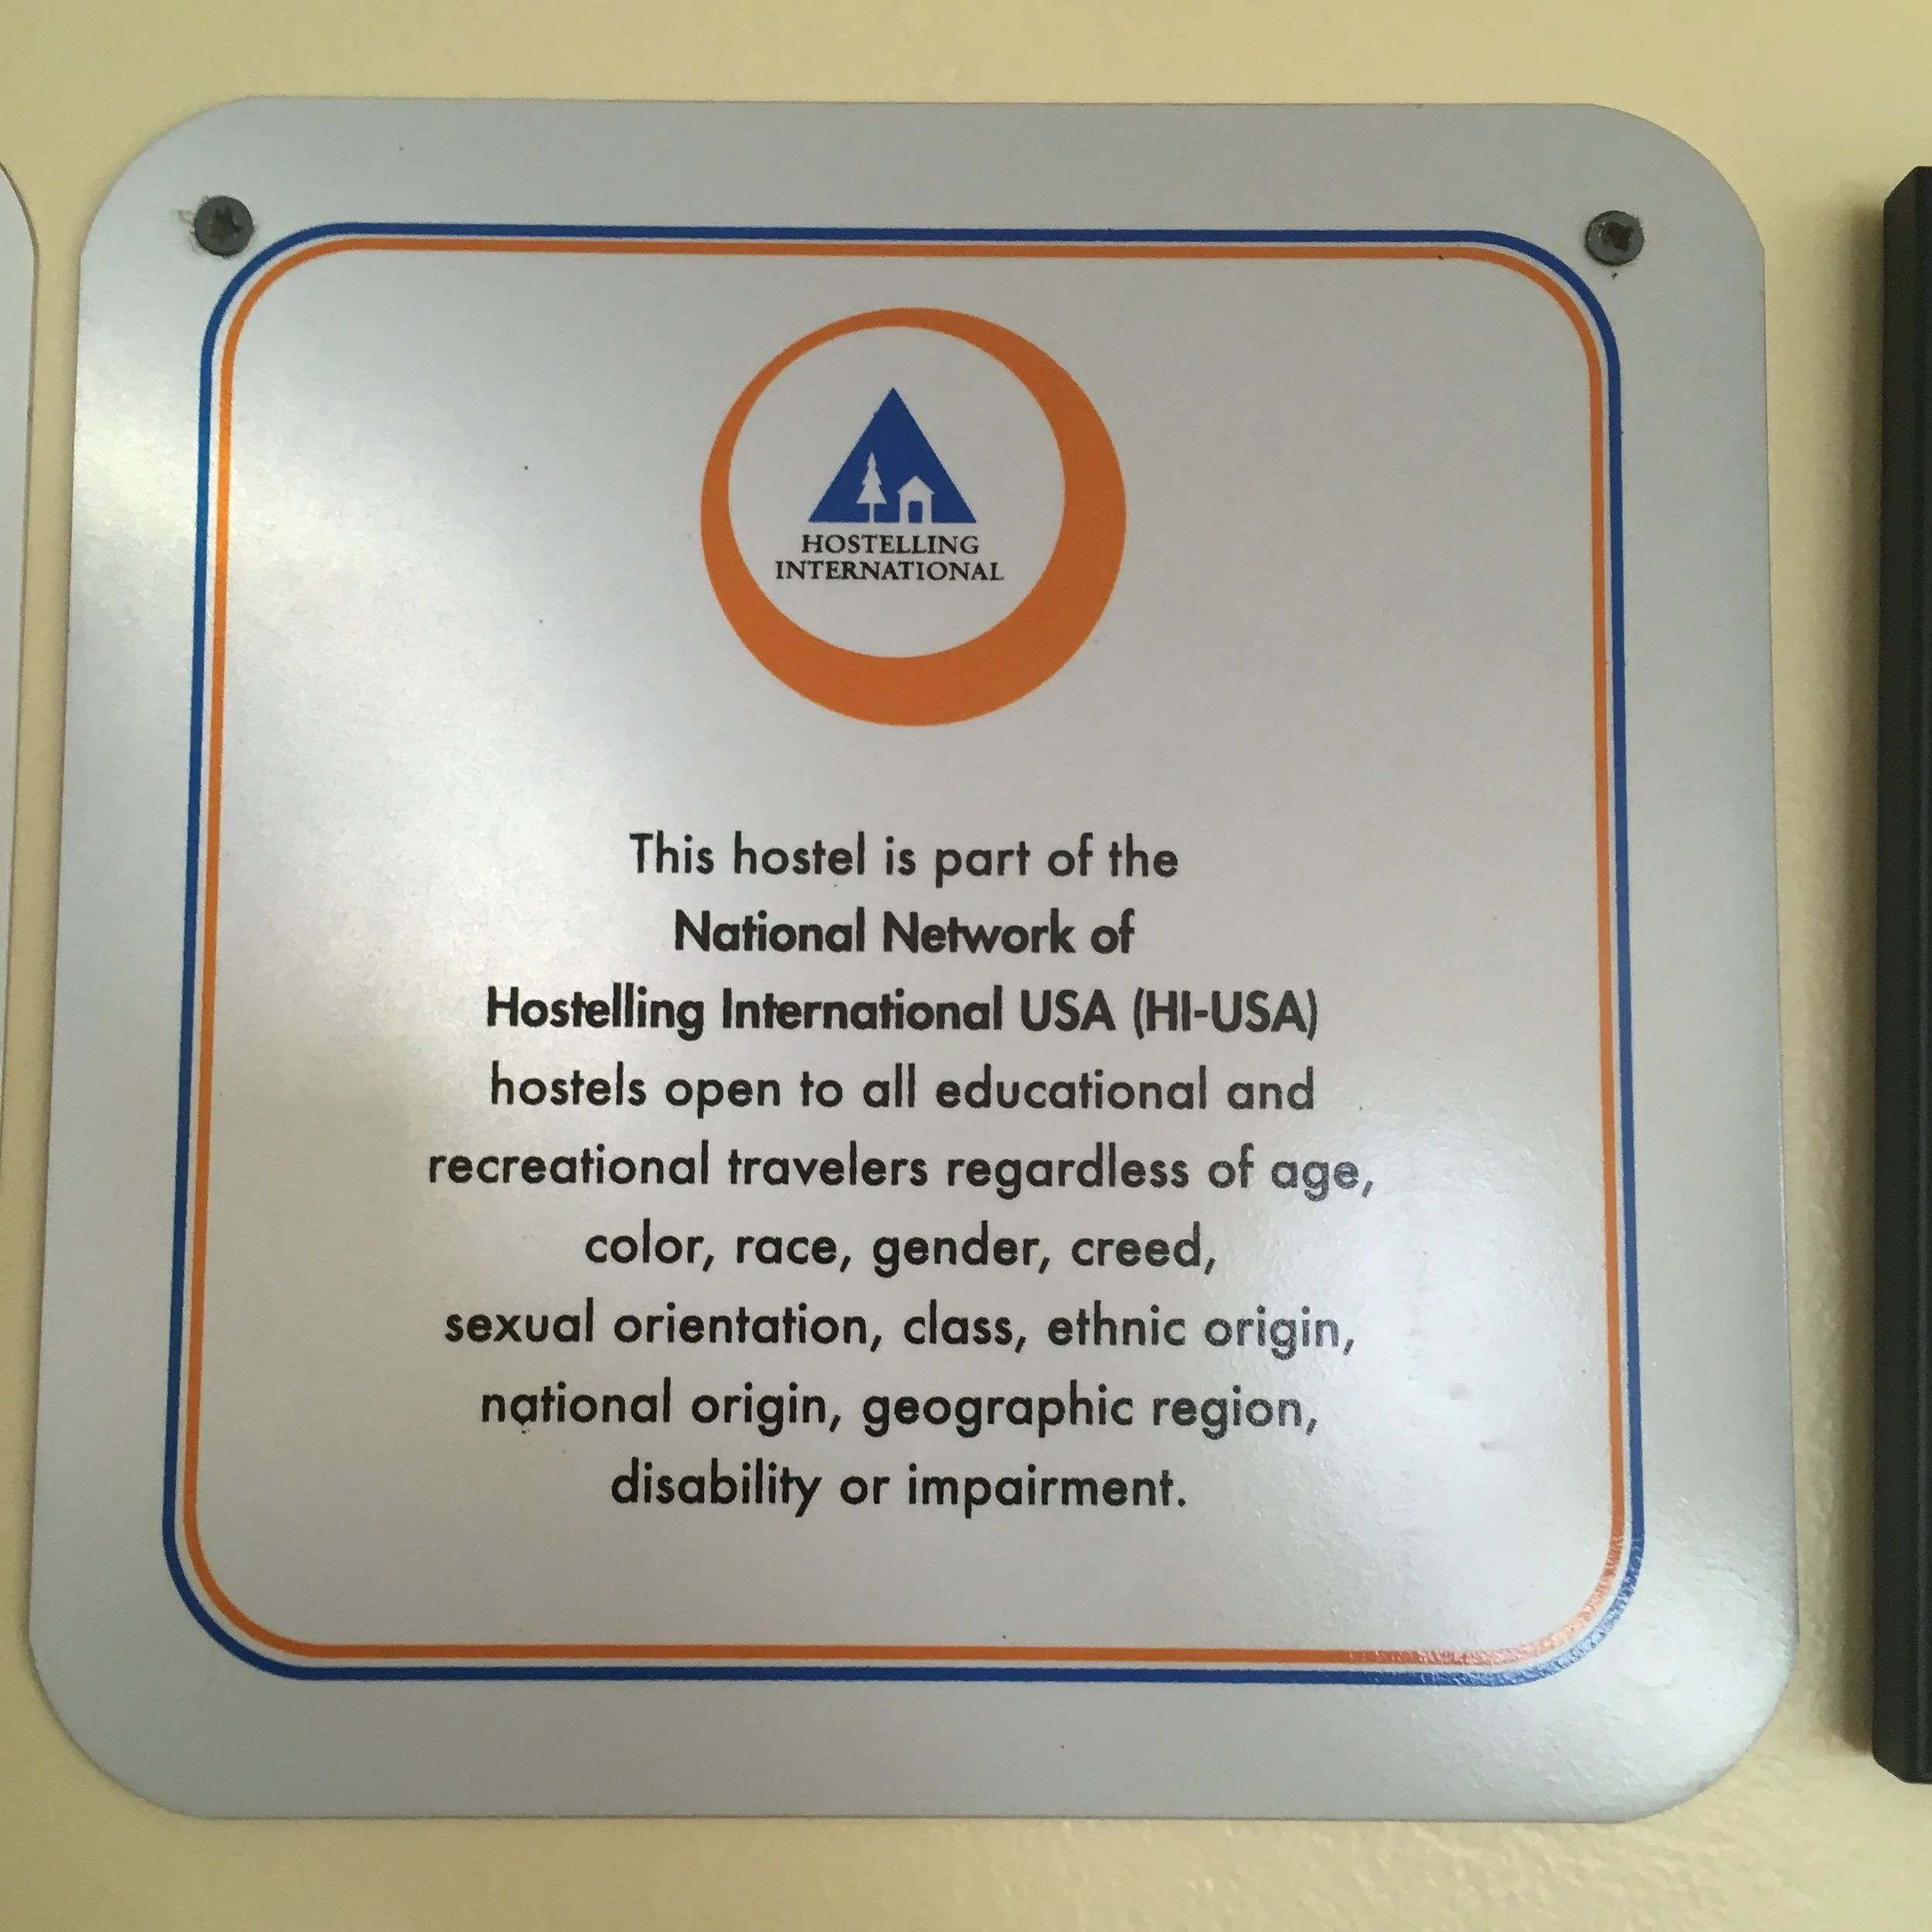 HOSTELLING
INTERNATIONAL
This hostel is part of the
National Network of
Hostelling International USA (HI-USA)
hostels open to all educational and
recreational travelers regardless of age,
color, race, gender, creed,
sexual orientation, class, ethnic origin,
national origin, geographic region,
disability or impairment.